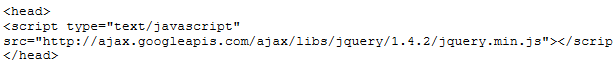 <head>
<script type="text/javascript"
src="http://ajax.googleapis.com/ajax/libs/jquery/1.4.2/jquery.min.js"></scrip
</head>